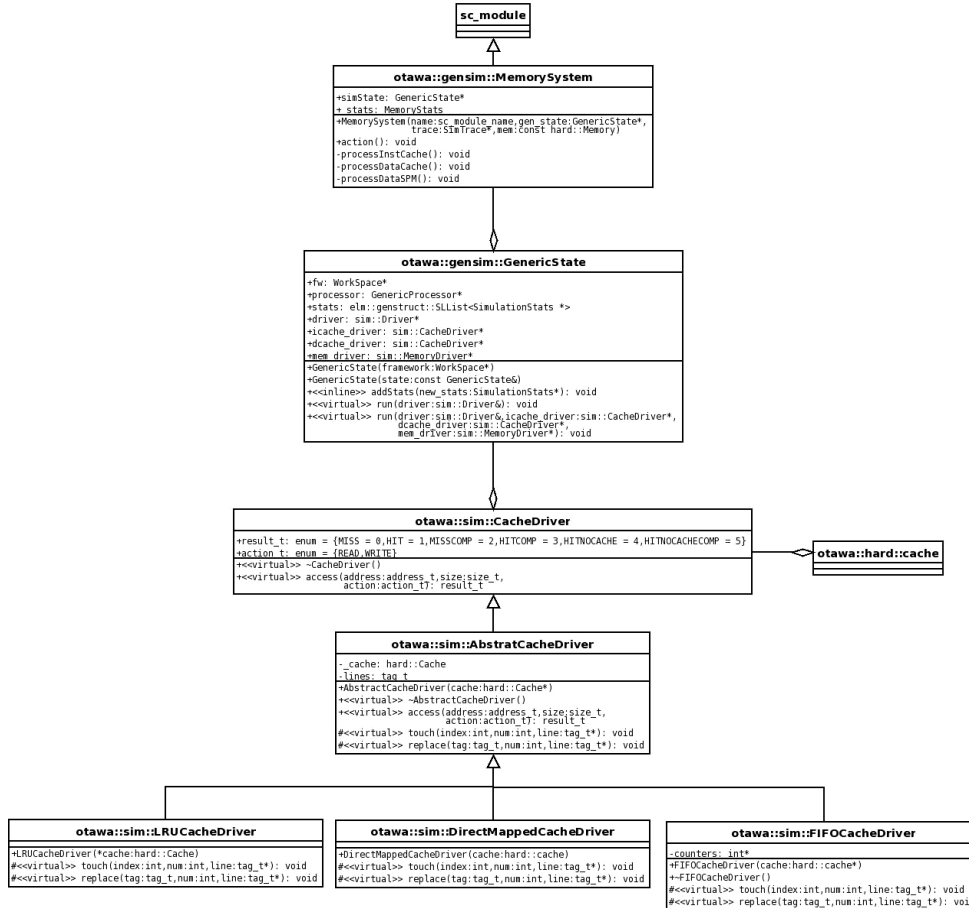 sc_module
otawa::gensim::MemorySystem
+simState: GenericState*
+ stats: MemoryStats
+MemorySystem(name:sc_module_name,gen_state:GenericState*,
trace:SimTrace*,mem:const hard::Memory)
+action(): void
-processInstCache(): void
-processDataCache(): void
-processDataSPM(): void
otawa::gensim::GenericState
+fw: WorkSpace*
+processor: GenericProcessor*
+stats: elm::genstruct::SLList<SimulationStats *>
+driver: sim::Driver*
+icache_driver: sim::CacheDriver*
+dcache_driver: sim::CacheDriver*
+mem_driver: sim::MemoryDriver*
+GenericState(framework:WorkSpace*)
+GenericState(state:const GenericState&)
+<<inline>> addStats(new_stats:SimulationStats*): void
+<<virtual>> run(driver:sim::Driver&): void
+<<virtual>> run(driver:sim::Driver&,icache_driver:sim::CacheDriver*,
dcache_driver:sim::CacheDriver*,
mem_driver:sim::MemoryDriver*): void
otawa::sim::CacheDriver
+result_t: enum = {MISS = 0,HIT = 1,MISSCOMP = 2,HITCOMP = 3,HITNOCACHE = 4,HITNOCACHECOMP = 5}
+action_t: enum = {READ,WRITE}
+<<virtual>> ~CacheDriver()
+<<virtual>> access(address:address_t,size:size_t,
action:action_t): result_t
otawa::hard::cache
otawa::sim::AbstratCacheDriver
-_cache: hard::Cache
-lines: tag_t
+AbstractCacheDriver(cache:hard::Cache*)
+<<virtual>> ~AbstractCacheDriver()
+<<virtual>> access(address:address_t,size:size_t,
action:action_t): result_t
#<<virtual>> touch(index:int,num:int,line:tag_t*): void
#<<virtual>> replace(tag:tag_t,num:int,line:tag_t*): void
otawa::sim::LRUCacheDriver
+LRUCacheDriver(*cache:hard::Cache)
#<<virtual>> touch(index:int,num:int,line:tag_t*): void
#<<virtual>> replace(tag:tag_t,num:int,line:tag_t*): void
otawa::sim::DirectMappedCacheDriver
+DirectMappedCacheDriver(cache:hard::cache)
#<<virtual>> touch(index:int,num:int,line:tag_t*): void
#<<virtual>> replace(tag:tag_t,num:int,line:tag_t*): void
otawa::sim::FIFOCacheDriver
-counters: int*
+FIFOCacheDriver(cache:hard::cache*)
+~FIFOCacheDriver()
#<<virtual>> touch(index:int,num:int,line:tag_t*): void
#<<virtual>> replace(tag:tag_t,num:int,line:tag_t*): voi